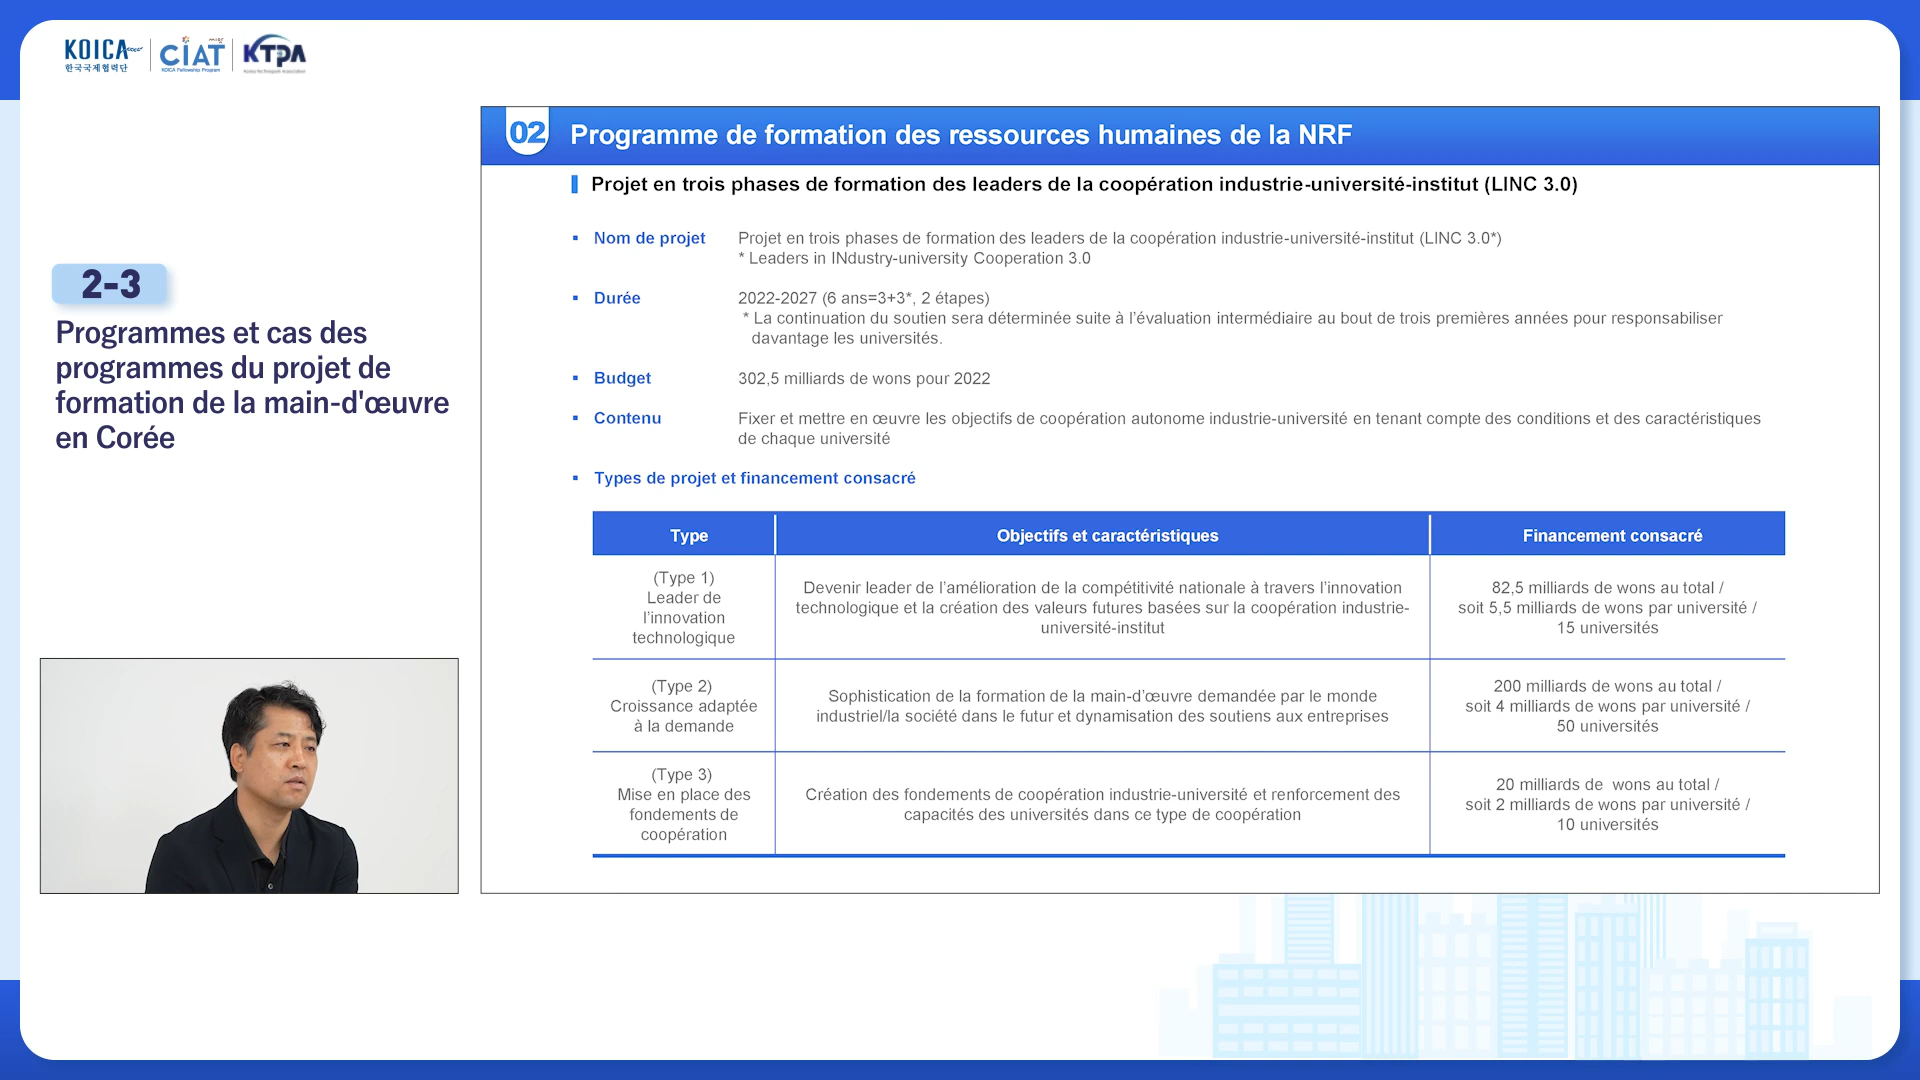 KOICA
한국국제협력단
CIAT
KOICA Fellowship Program
KTPA
02 Programme de formation des ressources humaines de la NRF
2-3
Programmes et cas des
programmes du projet de
formation de la main-d'œuvre
en Corée
Projet en trois phases de formation des leaders de la coopération industrie-université-institut (LINC 3.0)
▪ Nom de projet Projet en trois phases de formation des leaders de la coopération industrie-université-institut (LINC 3.0*)
* Leaders in INdustry-university Cooperation 3.0
▪ Durée 2022-2027 (6 ans=3+3*, 2 étapes)
* La continuation du soutien sera déterminée suite à l’évaluation intermédiaire au bout de trois premières années pour responsabiliser
davantage les universités.
▪ Budget 302,5 milliards de wons pour 2022
▪ Contenu Fixer et mettre en œuvre les objectifs de coopération autonome industrie-université en tenant compte des conditions et des caractéristiques
de chaque université
▪ Types de projet et financement consacré
Type Objectifs et caractéristiques Financement consacré
(Type 1)
Leader de
l’innovation
technologique
Devenir leader de l’amélioration de la compétitivité nationale à travers l’innovation
technologique et la création des valeurs futures basées sur la coopération industrie-
université-institut
82,5 milliards de wons au total /
soit 5,5 milliards de wons par université /
15 universités
(Type 2)
Croissance adaptée
à la demande
Sophistication de la formation de la main-d’œuvre demandée par le monde
industriel/la société dans le futur et dynamisation des soutiens aux entreprises
200 milliards de wons au total /
soit 4 milliards de wons par université /
50 universités
(Type 3)
Mise en place des
fondements de
coopération
Création des fondements de coopération industrie-université et renforcement des
capacités des universités dans ce type de coopération
20 milliards de wons au total /
soit 2 milliards de wons par université /
10 universités